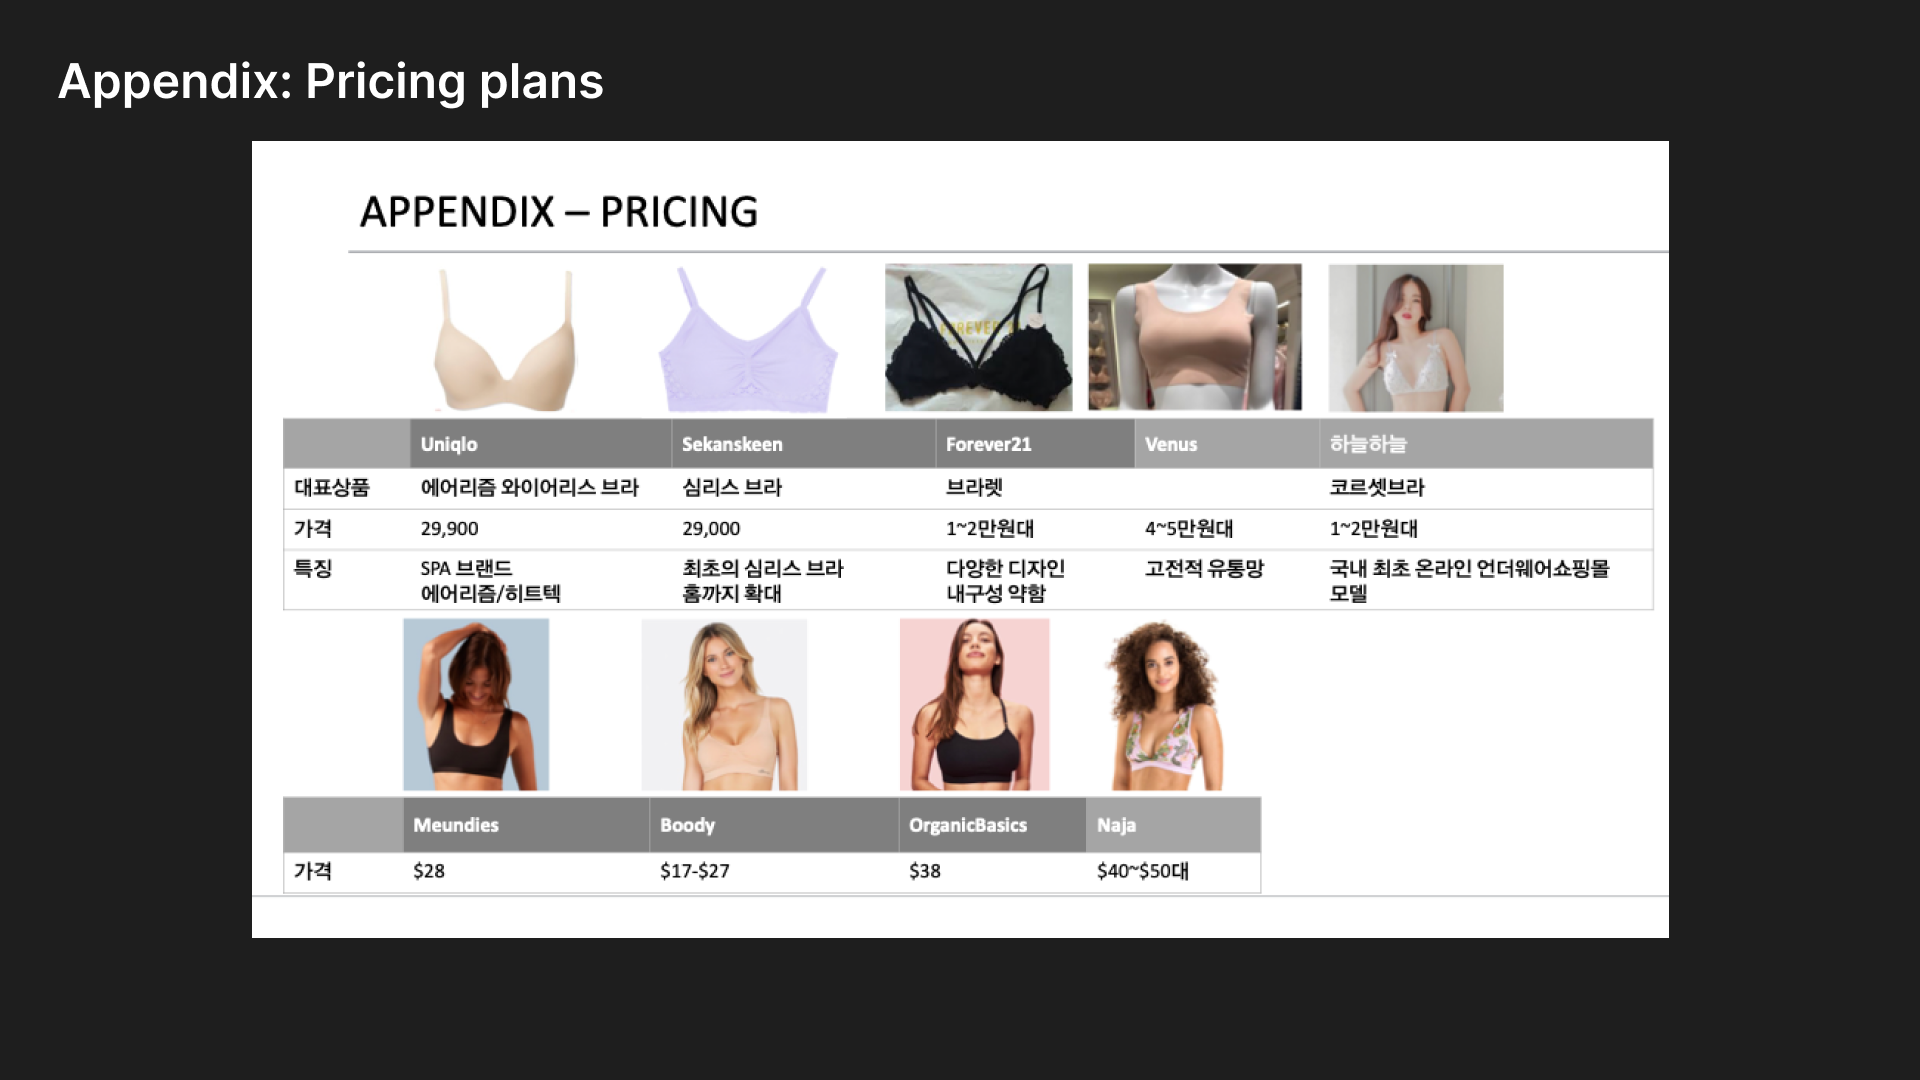 Appendix: Pricing plans
APPENDIX – PRICING
FOREVER
Uniqlo Sekanskeen Forever21 Venus 하늘하늘
대표상품 에어리즘 와이어리스 브라 심리스 브라 브라렛 코르셋브라
가격 29,900 29,000 1~2만원대 4~5만원대 1~2만원대
특징 SPA 브랜드 최초의 심리스 브라 다양한 디자인 고전적 유통망 국내 최초 온라인 언더웨어쇼핑몰
에어리즘/히트텍 홈까지 확대 내구성 약함 모델
Meundies Boody OrganicBasics Naja
가격 $28 $17-$27 $38 $40~$50대